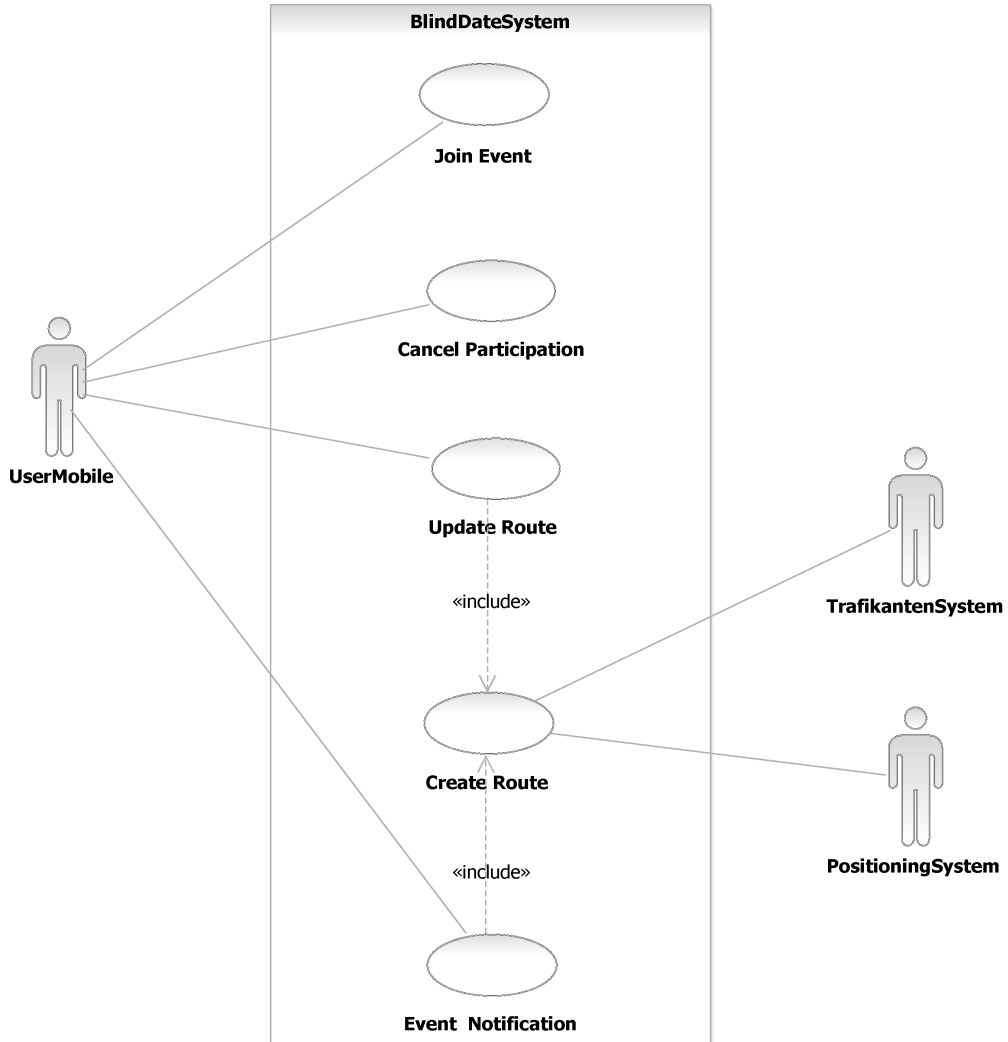 BlindDateSystem
Join Event
Cancel Participation
UserMobile
Update Route
«include»
TrafikantenSystem
Create Route
PositioningSystem
«include»
Event Notification